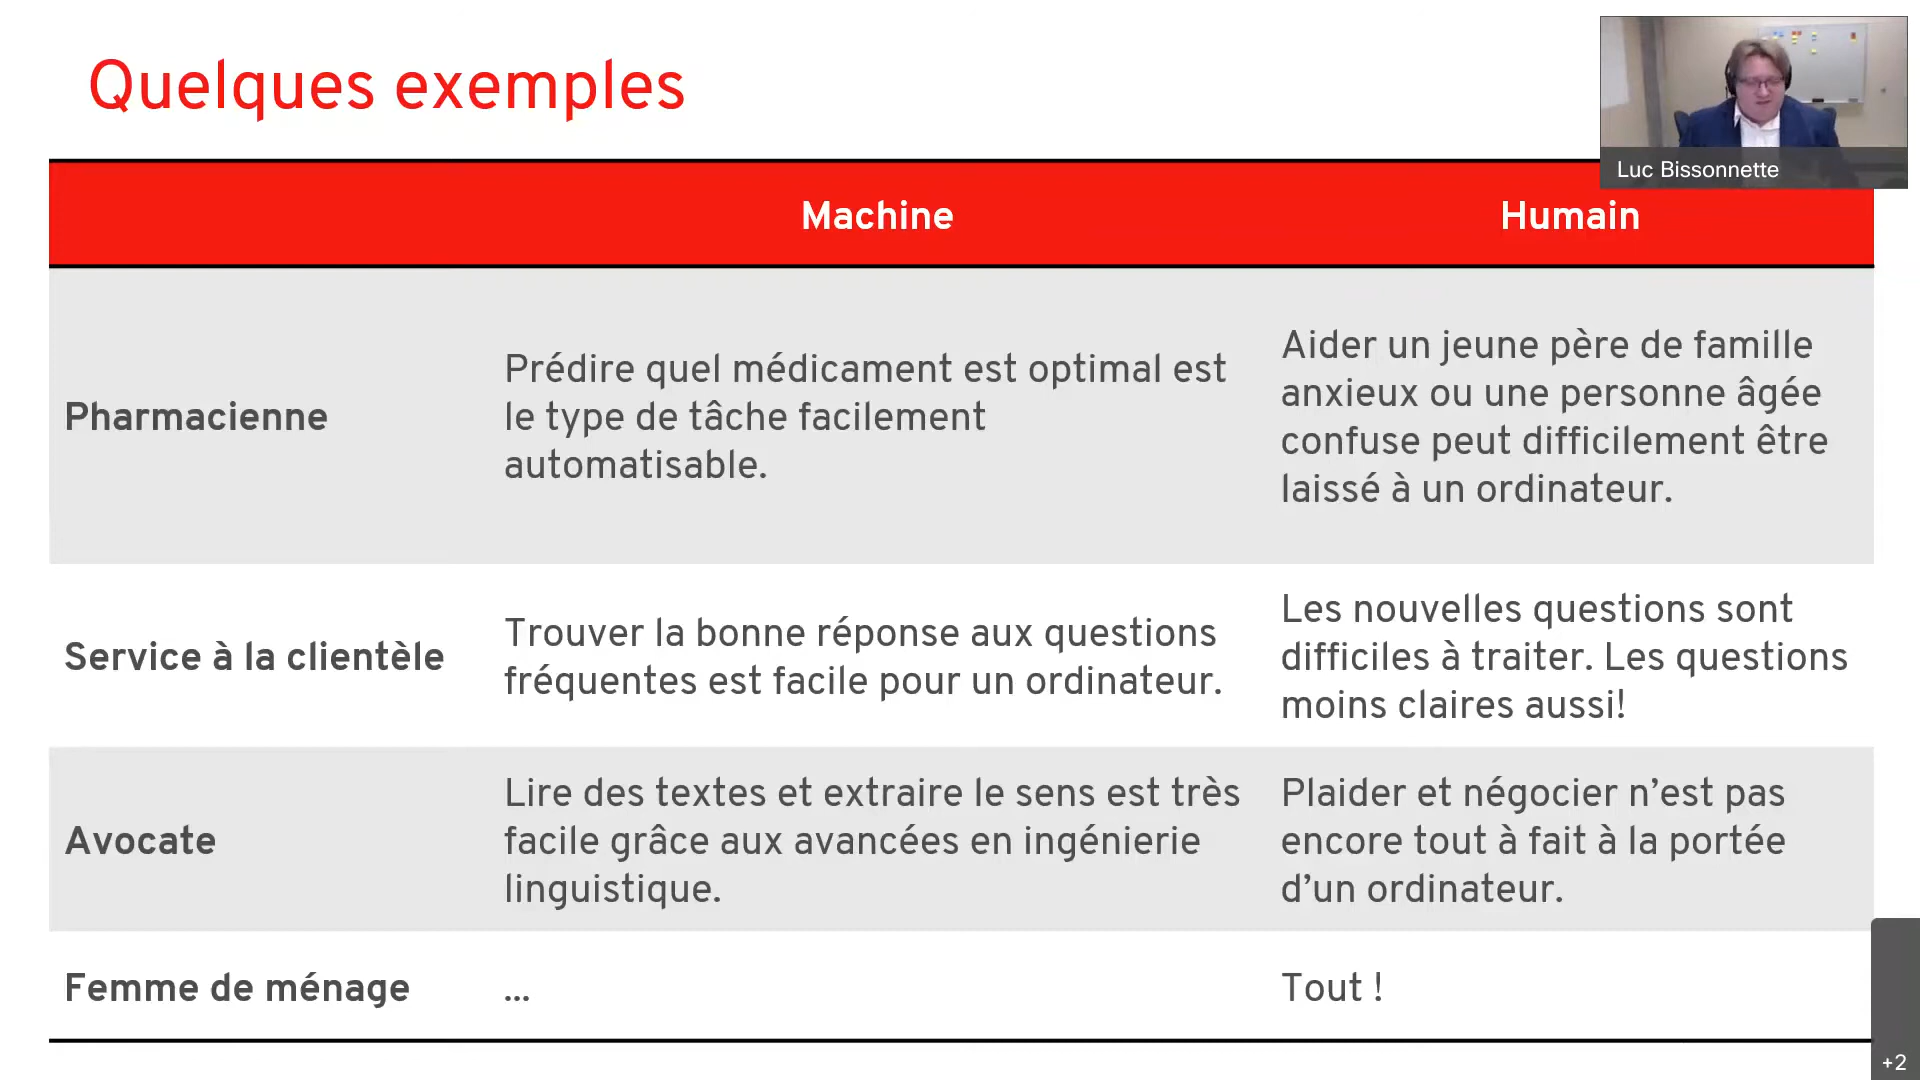 Quelques exemples
Luc Bissonnette
Machine
Humain
Pharmacienne
Prédire quel médicament est optimal est
le type de tâche facilement
automatisable.
Aider un jeune père de famille
anxieux ou une personne âgée
confuse peut difficilement être
laissé à un ordinateur.
Service à la clientèle
Trouver la bonne réponse aux questions
fréquentes est facile pour un ordinateur.
Les nouvelles questions sont
difficiles à traiter. Les questions
moins claires aussi!
Avocate
Lire des textes et extraire le sens est très
facile grâce aux avancées en ingénierie
linguistique.
Plaider et négocier n’est pas
encore tout à fait à la portée
d’un ordinateur.
Femme de ménage
...
Tout !
+2